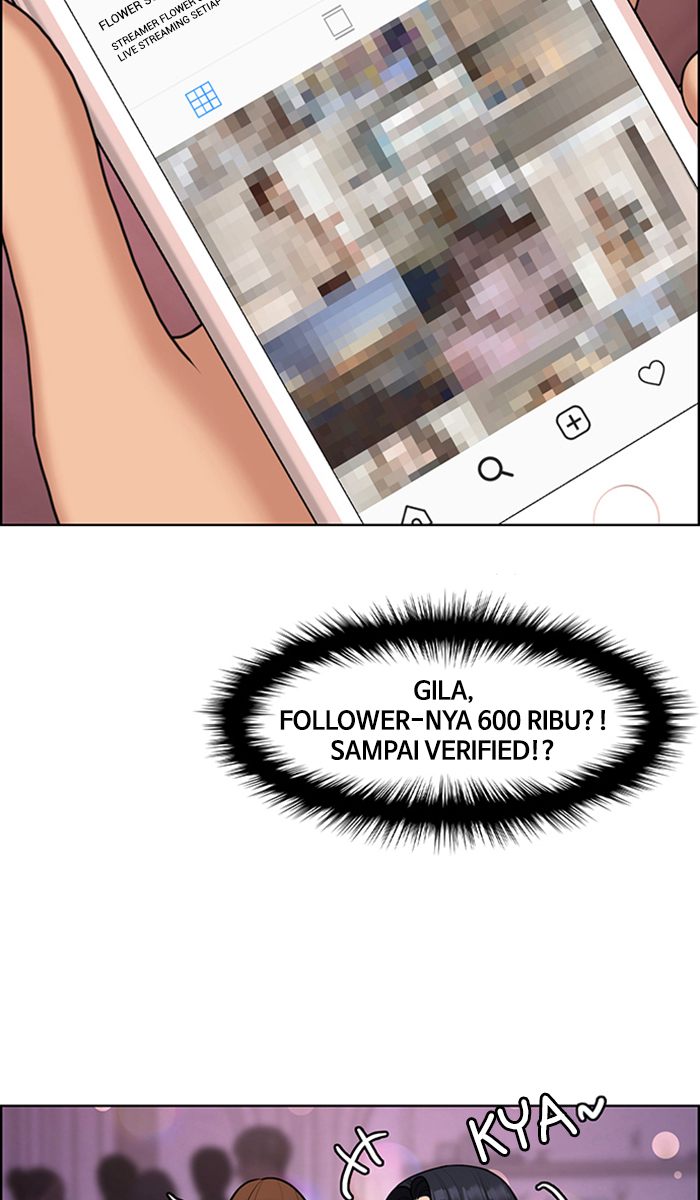 FLOWER
STREAMER FLOWER
LIVE STREAMING SETIAP
GILA,
FOLLOWER-NYA 600 RIBU?!
SAMPAI VERIFIED!?
KYA~